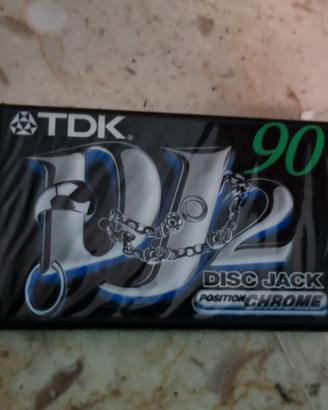 TDK® 90
DJ2
DISC JACK
POSITION CHROME